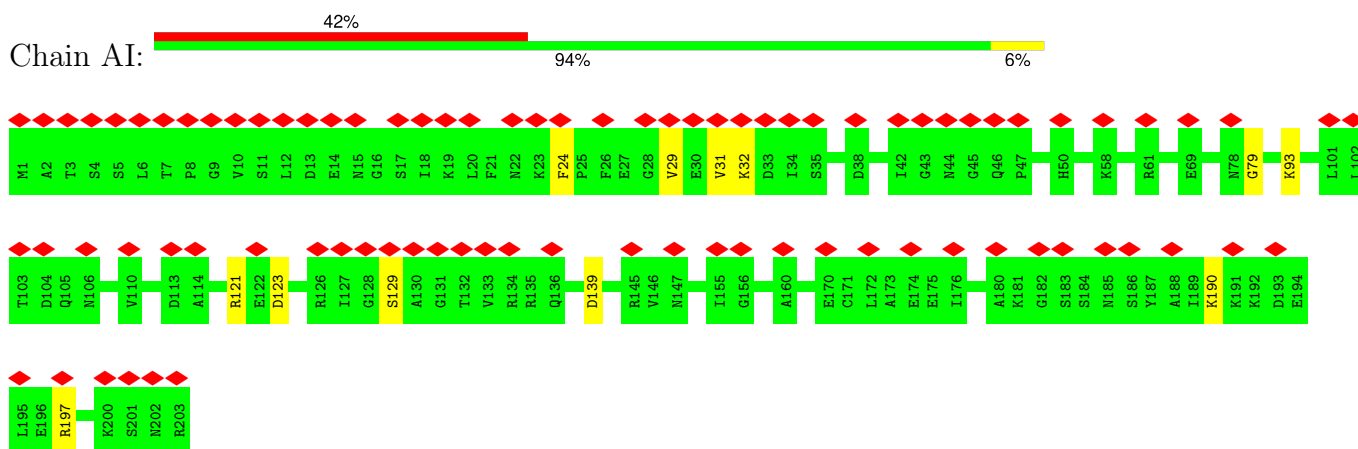 42%
Chain AI:
94% 6%
M1 A2 T3 S4 S5 L6 T7 P8 G9 V10 S11 L12 D13 E14 N15 G16 S17 I18 K19 L20 F21 N22 K23 F24 P25 F26 E27 G28 V29 E30 V31 K32 D33 I34 S35 D38 I42 G43 N44 G45 Q46 P47 H50 K58 R61 E69 N78 G79 K93 L101 L102
T103 D104 Q105 N106 V110 D113 A114 R121 E122 D123 R126 I127 G128 S129 A130 G131 T132 V133 R134 R135 Q136 D139 R145 V146 N147 I155 G156 A160 E170 C171 L172 A173 E174 E175 I176 A180 K181 G182 S183 S184 N185 S186 Y187 A188 I189 K190 K191 K192 D193 E194
L195 E196 R197 K200 S201 N202 R203